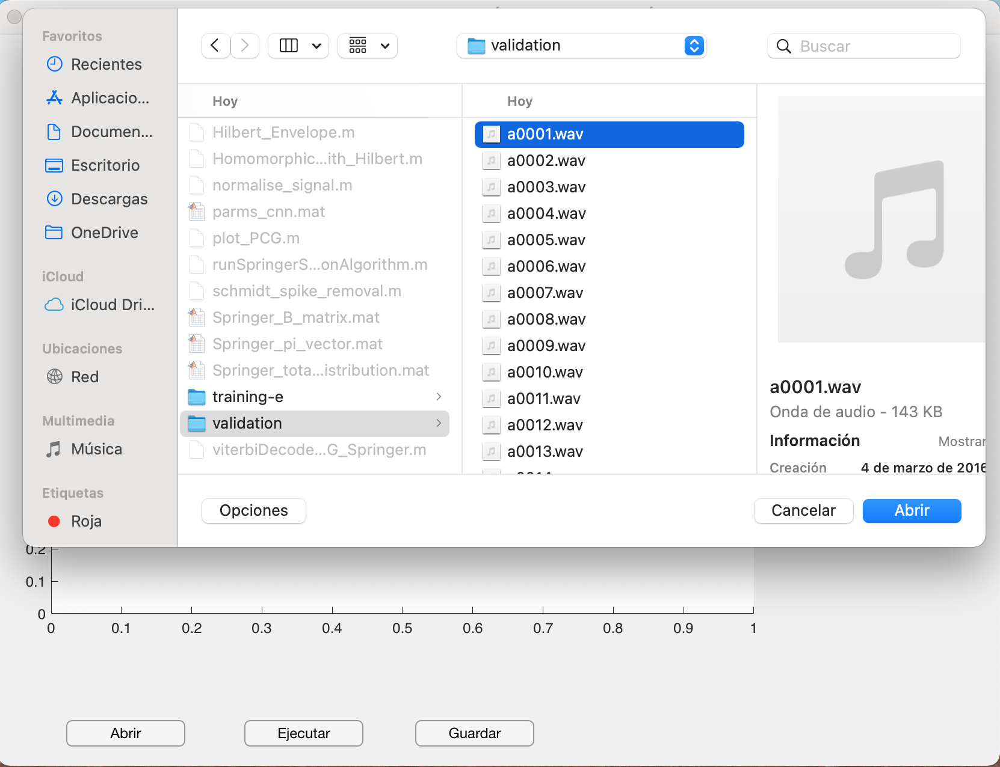 Favoritos
Recientes
Aplicacio...
Documen...
Escritorio
Descargas
OneDrive
iCloud
iCloud Dri...
Ubicaciones
Red
Multimedia
Música
Etiquetas
Roja
validation
Buscar
Hoy
Hilbert_Envelope.m
Homomorphic...ith_Hilbert.m
normalise_signal.m
parms_cnn.mat
plot_PCG.m
runSpringerS...onAlgorithm.m
schmidt_spike_removal.m
Springer_B_matrix.mat
Springer_pi_vector.mat
Springer_tota...istribution.mat
training-e
validation
viterbiDecode...G_Springer.m
Hoy
a0001.wav
a0002.wav
a0003.wav
a0004.wav
a0005.wav
a0006.wav
a0007.wav
a0008.wav
a0009.wav
a0010.wav
a0011.wav
a0012.wav
a0013.wav
a0001.wav
Onda de audio - 143 KB
Información Mostrar
Creación 4 de marzo de 2016
Opciones
Cancelar
Abrir
0.2
0.1
0
0 0.1 0.2 0.3 0.4 0.5 0.6 0.7 0.8 0.9 1
Abrir
Ejecutar
Guardar